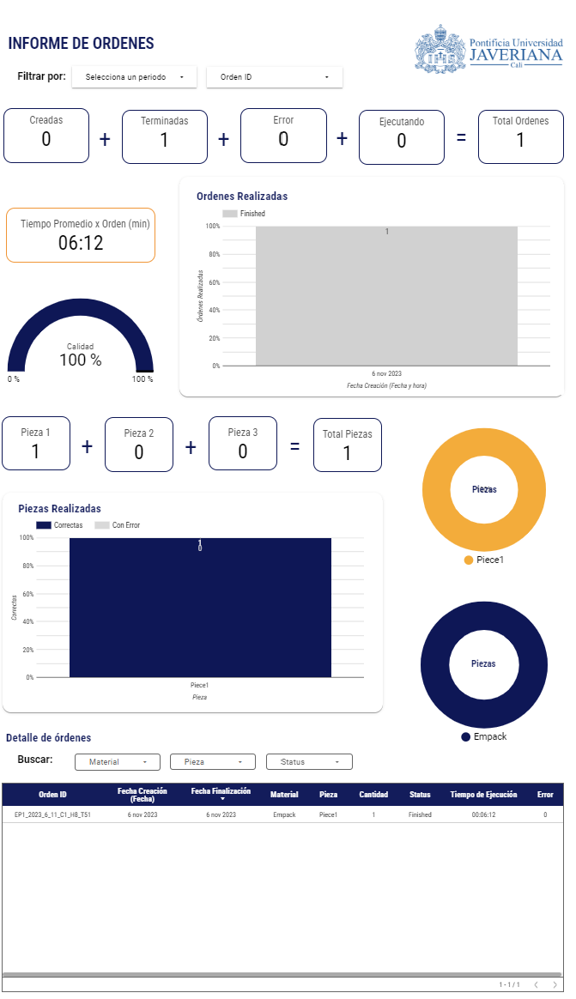 INFORME DE ORDENES
Pontificia Universidad
JAVERIANA
Cali
Filtrar por:
Selecciona un periodo
Orden ID
Creadas
0
+
Terminadas
1
+
Error
0
+
Ejecutando
0
=
Total Ordenes
1
Tiempo Promedio x Orden (min)
06:12
Calidad
100 %
0 %
100 %
Ordenes Realizadas
Finished
100%
80%
60%
40%
20%
0%
1
Órdenes Realizadas
6 nov 2023
Fecha Creación (Fecha y hora)
Pieza 1
1
+
Pieza 2
0
+
Pieza 3
0
=
Total Piezas
1
Piezas
Piece1
Piezas Realizadas
Correctas
Con Error
100%
80%
60%
40%
20%
0%
1
0
Correctas
Piece1
Pieza
Piezas
Empack
Detalle de órdenes
Buscar:
Material
Pieza
Status
Orden ID Fecha Creación (Fecha) Fecha Finalización Material Pieza Cantidad Status Tiempo de Ejecución Error
EP1_2023_6_11_C1_H8_T51 6 nov 2023 6 nov 2023 Empack Piece1 1 Finished 00:06:12 0
1 - 1 / 1